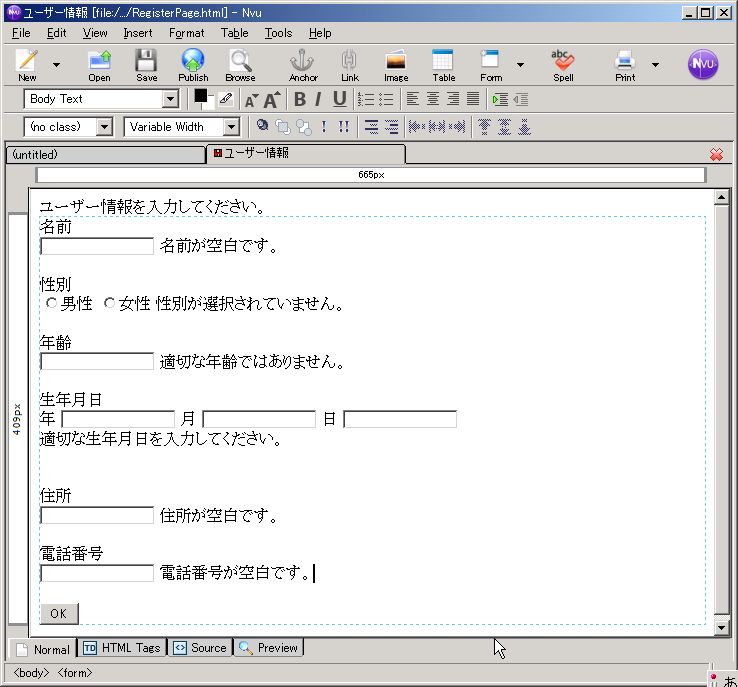 ユーザー情報 [file:/.../RegisterPage.html] - Nvu
File Edit View Insert Format Table Tools Help
New Open Save Publish Browse Anchor Link Image Table Form Spell Print
Body Text
(no class) Variable Width
(untitled) ユーザー情報
665px
409px
ユーザー情報を入力してください。
名前
名前が空白です。
性別
男性 女性 性別が選択されていません。
年齢
適切な年齢ではありません。
生年月日
年 月 日
適切な生年月日を入力してください。
住所
住所が空白です。
電話番号
電話番号が空白です。
OK
Normal HTML Tags Source Preview
<body> <form>
あ